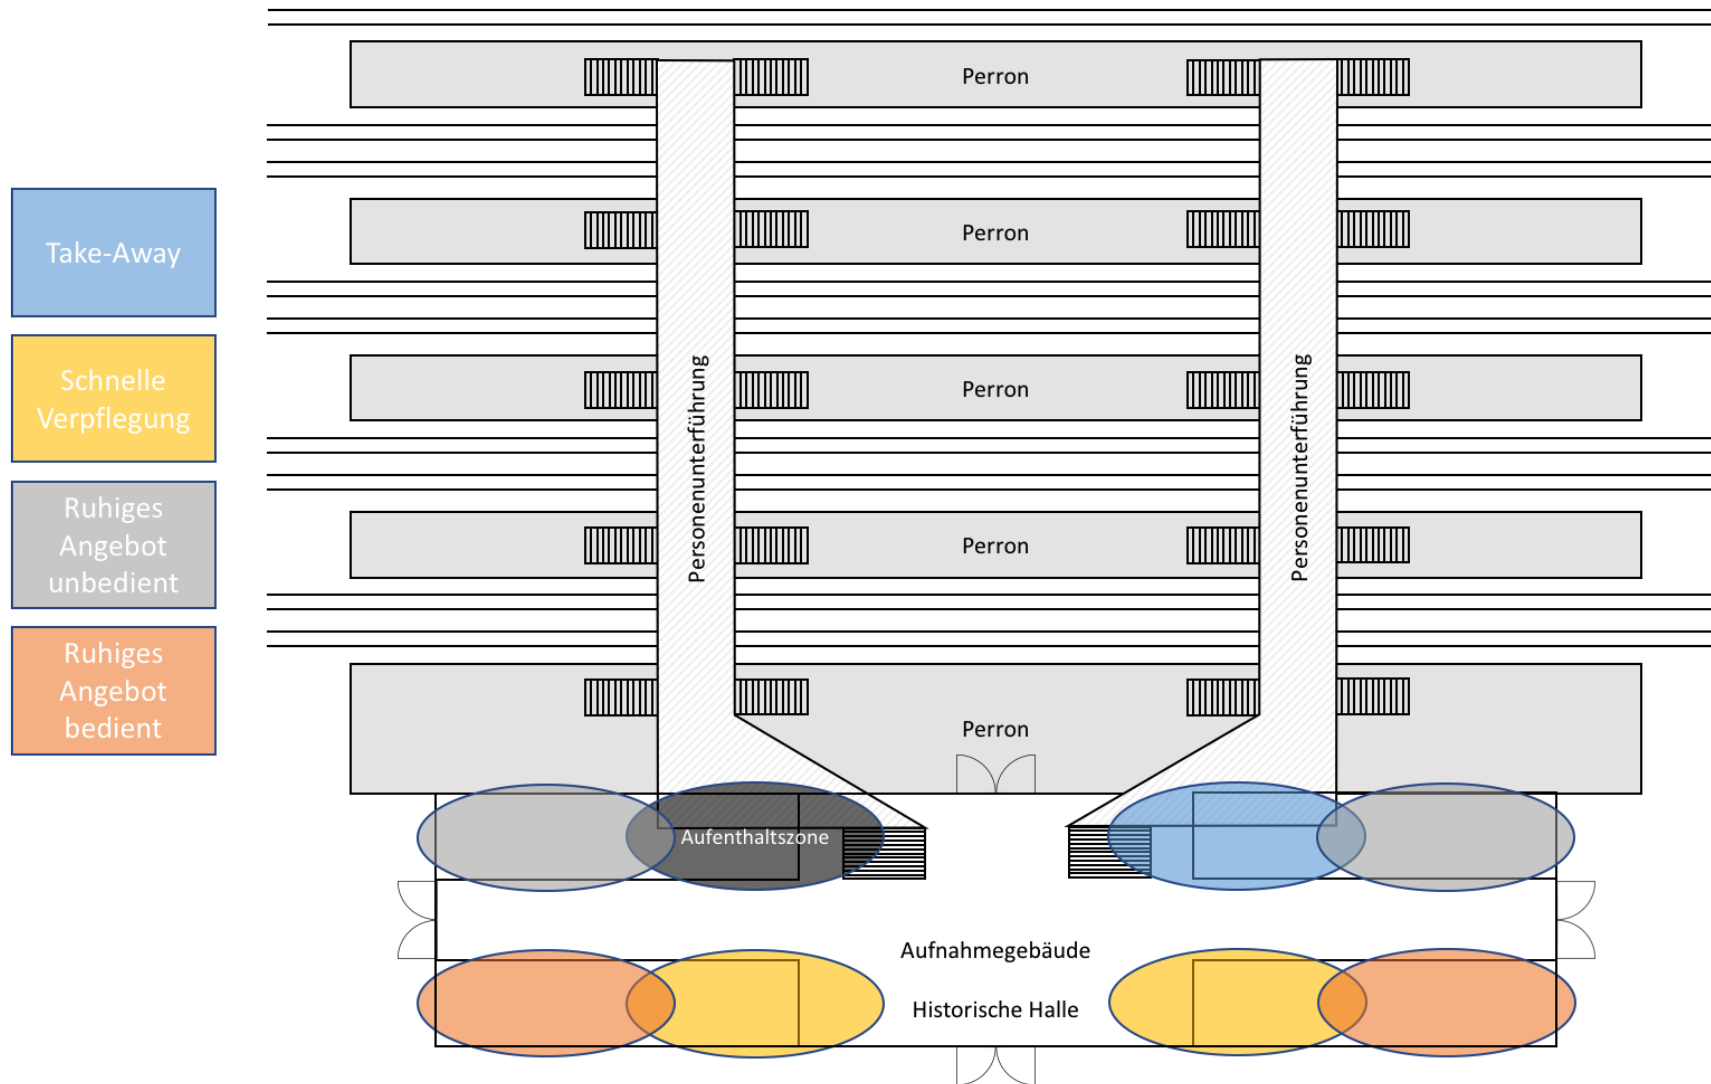 Take-Away
Schnelle
Verpflegung
Ruhiges
Angebot
unbedient
Ruhiges
Angebot
bedient
Perron
Perron
Perron
Perron
Perron
Personenunterführung
Personenunterführung
Aufenthaltszone
Aufnahmegebäude
Historische Halle